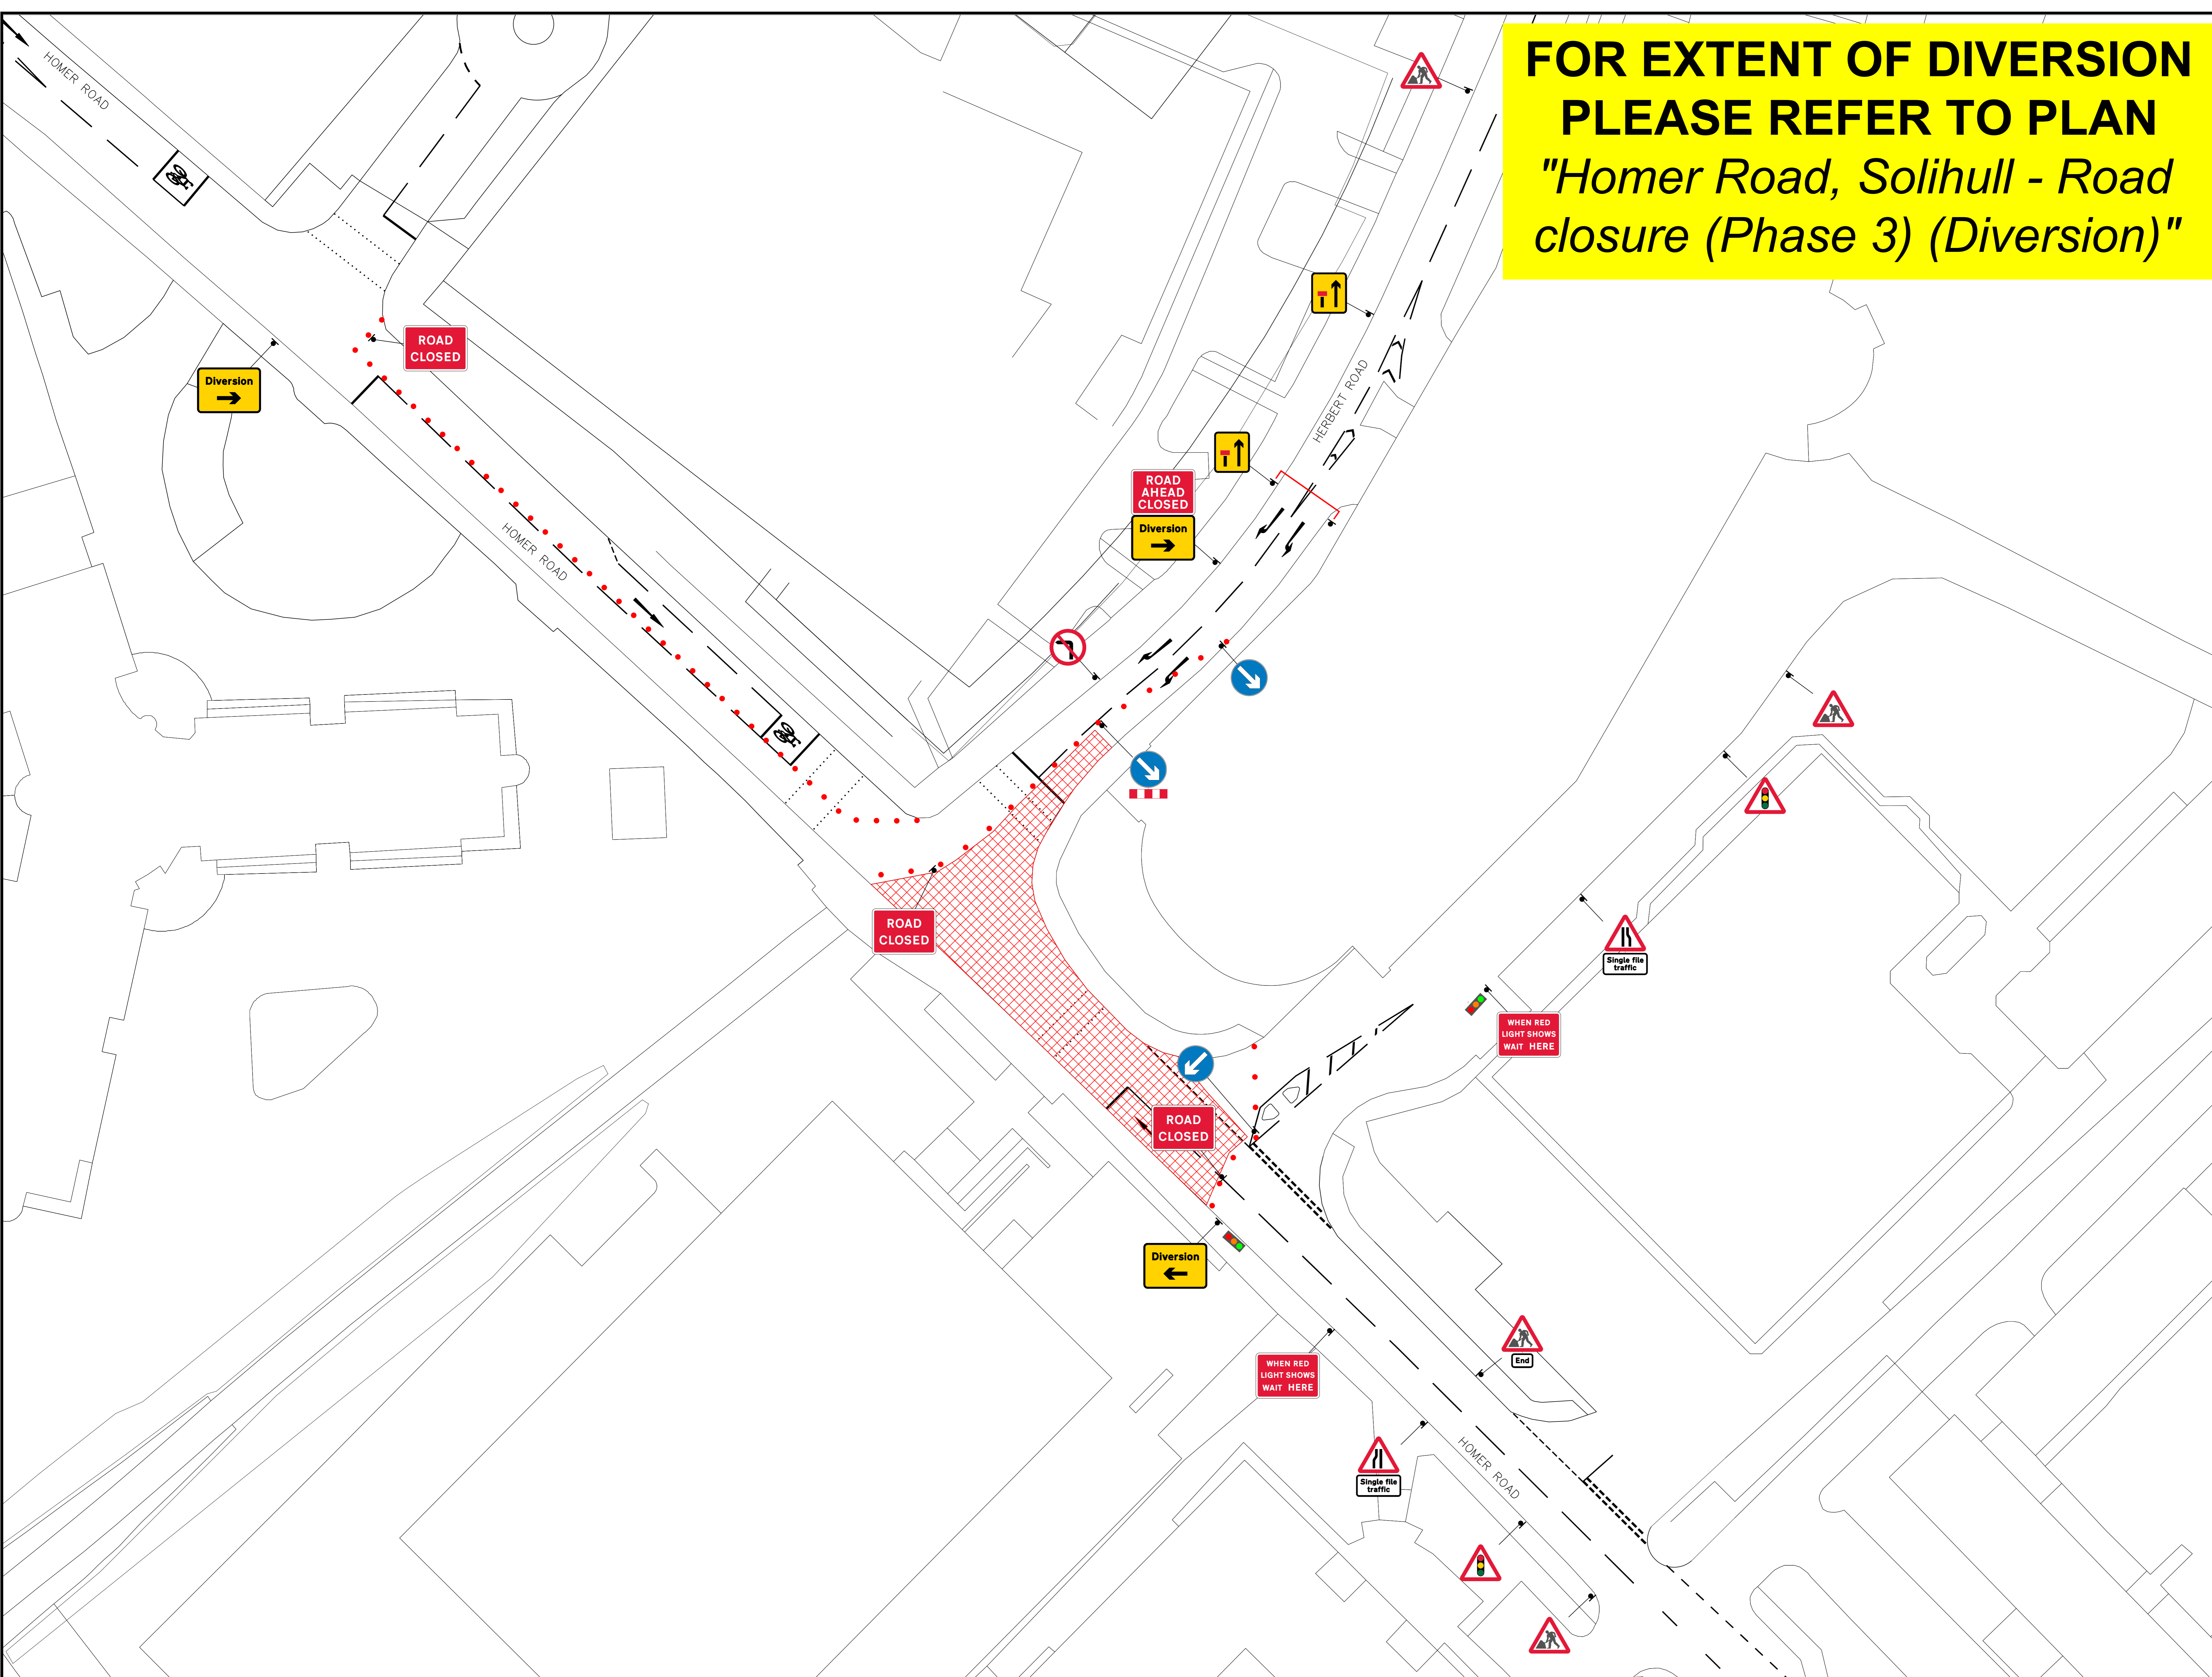 FOR EXTENT OF DIVERSION
PLEASE REFER TO PLAN
"Homer Road, Solihull - Road
closure (Phase 3) (Diversion)"
HOMER ROAD
ROAD
CLOSED
Diversion
HERBERT ROAD
ROAD
AHEAD
CLOSED
Diversion
HOMER ROAD
ROAD
CLOSED
Single file
traffic
WHEN RED
LIGHT SHOWS
WAIT HERE
ROAD
CLOSED
Diversion
End
WHEN RED
LIGHT SHOWS
WAIT HERE
HOMER ROAD
Single file
traffic